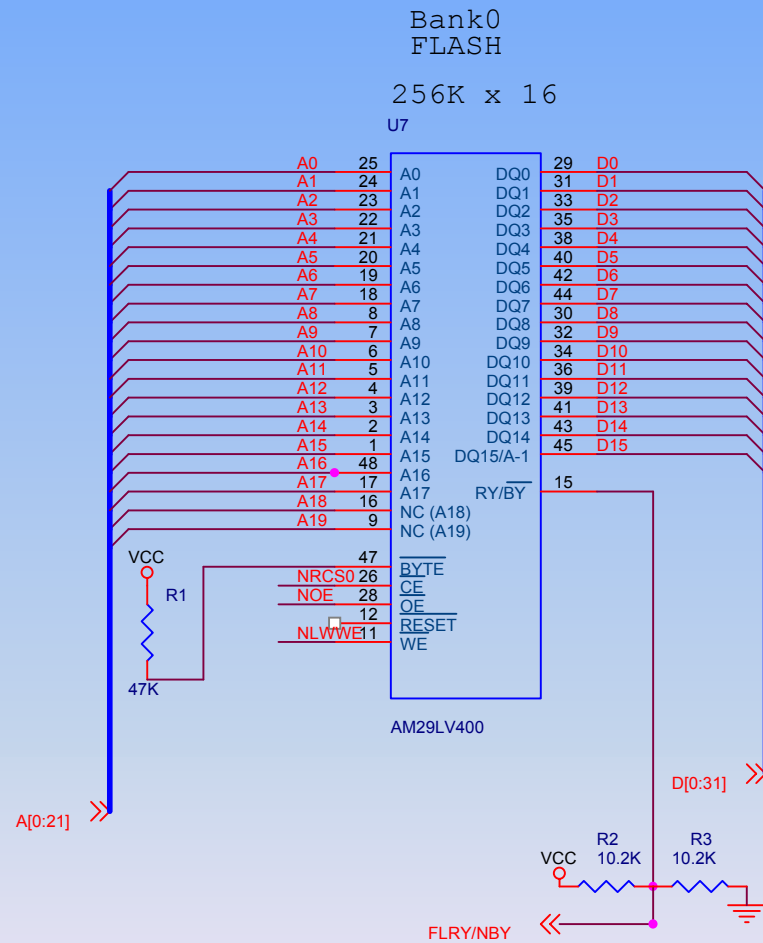 Bank0
FLASH
256K x 16
U7
A0 25 A0 DQ0 29 D0
A1 24 A1 DQ1 31 D1
A2 23 A2 DQ2 33 D2
A3 22 A3 DQ3 35 D3
A4 21 A4 DQ4 38 D4
A5 20 A5 DQ5 40 D5
A6 19 A6 DQ6 42 D6
A7 18 A7 DQ7 44 D7
A8 8 A8 DQ8 30 D8
A9 7 A9 DQ9 32 D9
A10 6 A10 DQ10 34 D10
A11 5 A11 DQ11 36 D11
A12 4 A12 DQ12 39 D12
A13 3 A13 DQ13 41 D13
A14 2 A14 DQ14 43 D14
A15 1 A15 DQ15/A-1 45 D15
A16 48 A16
A17 17 A17 RY/BY 15
A18 16 NC (A18)
A19 9 NC (A19)
VCC
47 BYTE
R1
NRCS0 26 CE
NOE 28 OE
12 RESET
NLWWE 11 WE
47K
AM29LV400
D[0:31]
A[0:21]
R2 R3
VCC 10.2K 10.2K
FLRY/NBY